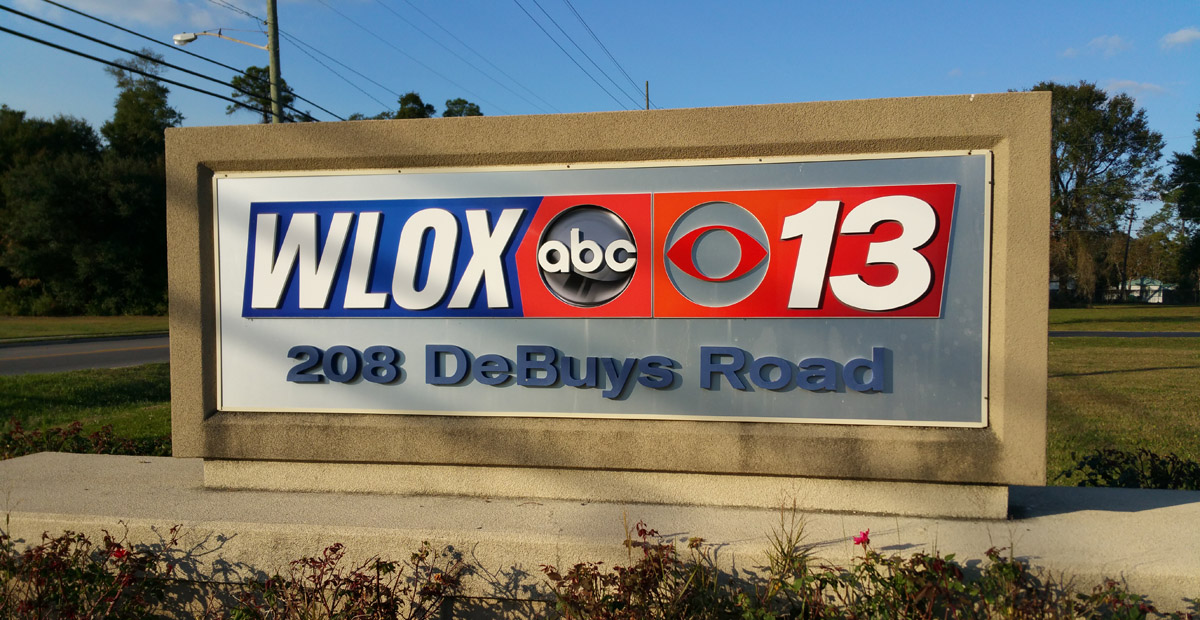 WLOX abc 13
208 DeBuys Road